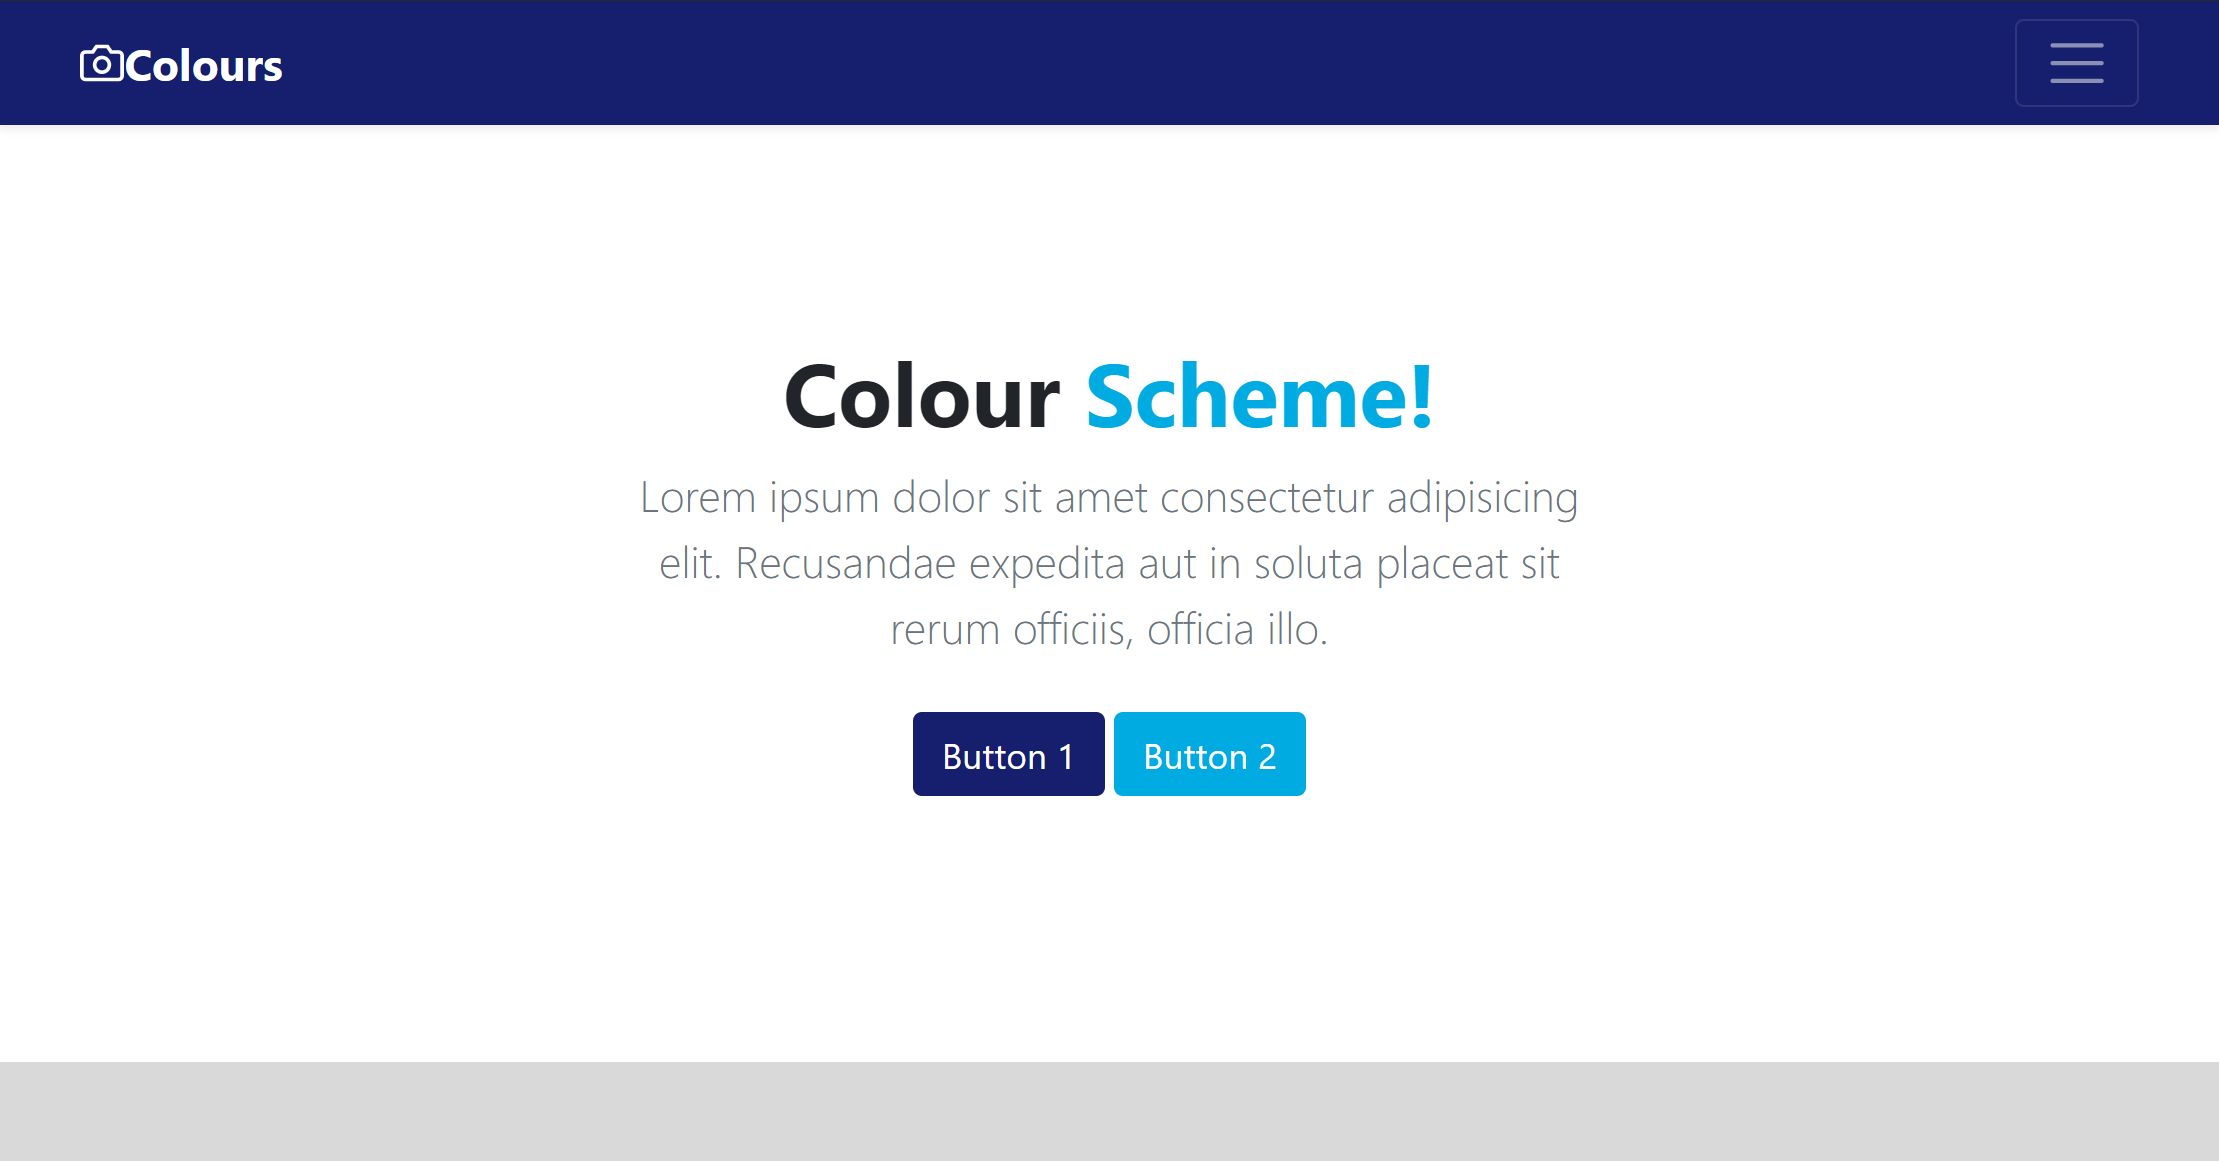 Colours
Colour Scheme!
Lorem ipsum dolor sit amet consectetur adipisicing
elit. Recusandae expedita aut in soluta placeat sit
rerum officiis, officia illo.
Button 1
Button 2